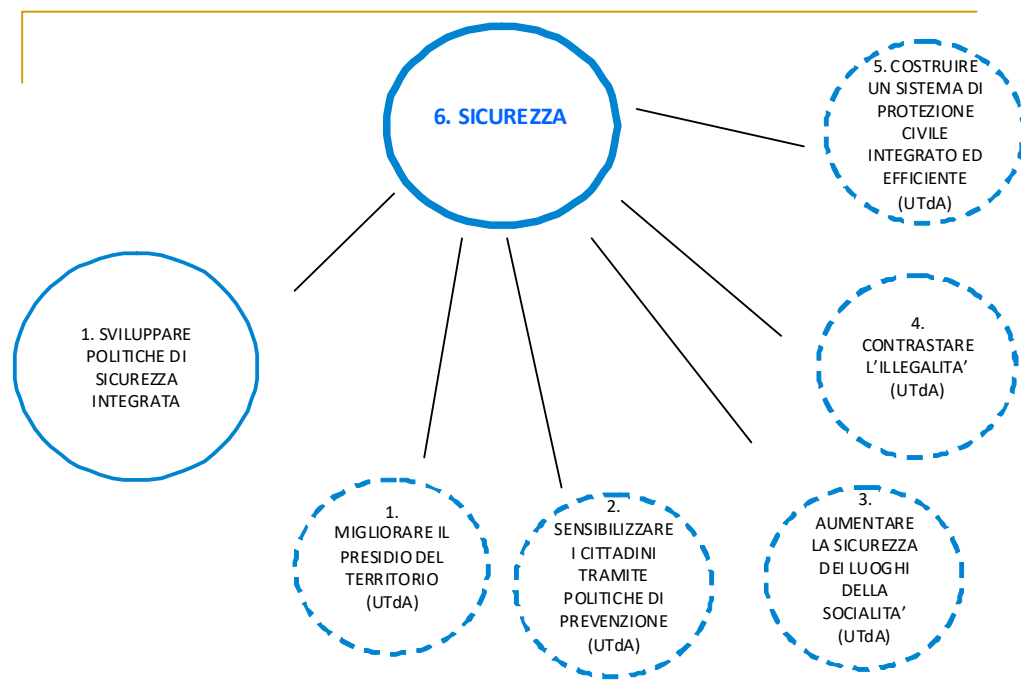 6. SICUREZZA
1. SVILUPPARE
POLITICHE DI
SICUREZZA
INTEGRATA
1.
MIGLIORARE IL
PRESIDIO DEL
TERRITORIO
(UTdA)
2.
SENSIBILIZZARE
I CITTADINI
TRAMITE
POLITICHE DI
PREVENZIONE
(UTdA)
3.
AUMENTARE
LA SICUREZZA
DEI LUOGHI
DELLA
SOCIALITA’
(UTdA)
4.
CONTRASTARE
L’ILLEGALITA’
(UTdA)
5. COSTRUIRE
UN SISTEMA DI
PROTEZIONE
CIVILE
INTEGRATO ED
EFFICIENTE
(UTdA)